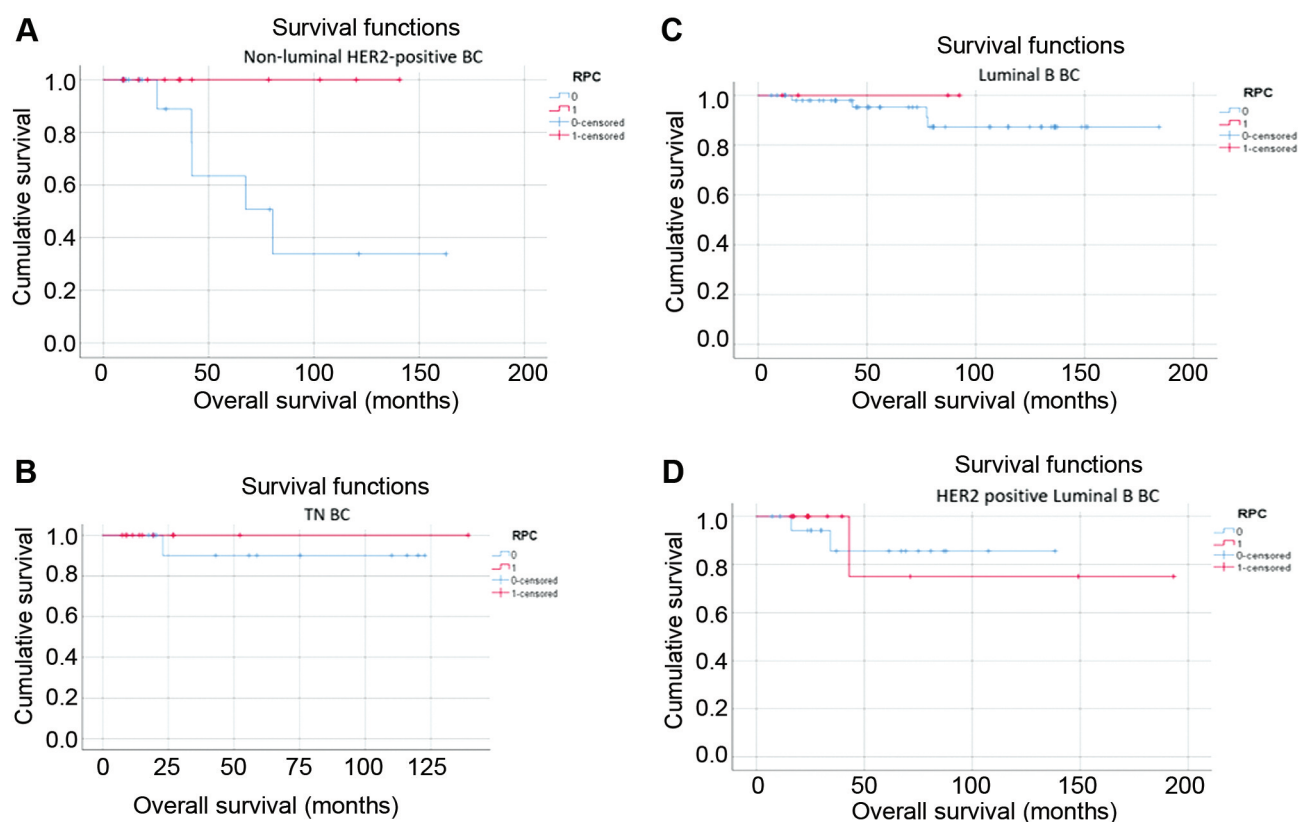 A
Survival functions
Non-luminal HER2-positive BC
Cumulative survival
1.0
0.8
0.6
0.4
0.2
0.0
0 50 100 150 200
Overall survival (months)
RPC
0
1
0-censored
1-censored
C
Survival functions
Luminal B BC
Cumulative survival
1.0
0.8
0.6
0.4
0.2
0.0
0 50 100 150 200
Overall survival (months)
RPC
0
1
0-censored
1-censored
B
Survival functions
TN BC
Cumulative survival
1.0
0.8
0.6
0.4
0.2
0.0
0 25 50 75 100 125
Overall survival (months)
RPC
0
1
0-censored
1-censored
D
Survival functions
HER2 positive Luminal B BC
Cumulative survival
1.0
0.8
0.6
0.4
0.2
0.0
0 50 100 150 200
Overall survival (months)
RPC
0
1
0-censored
1-censored